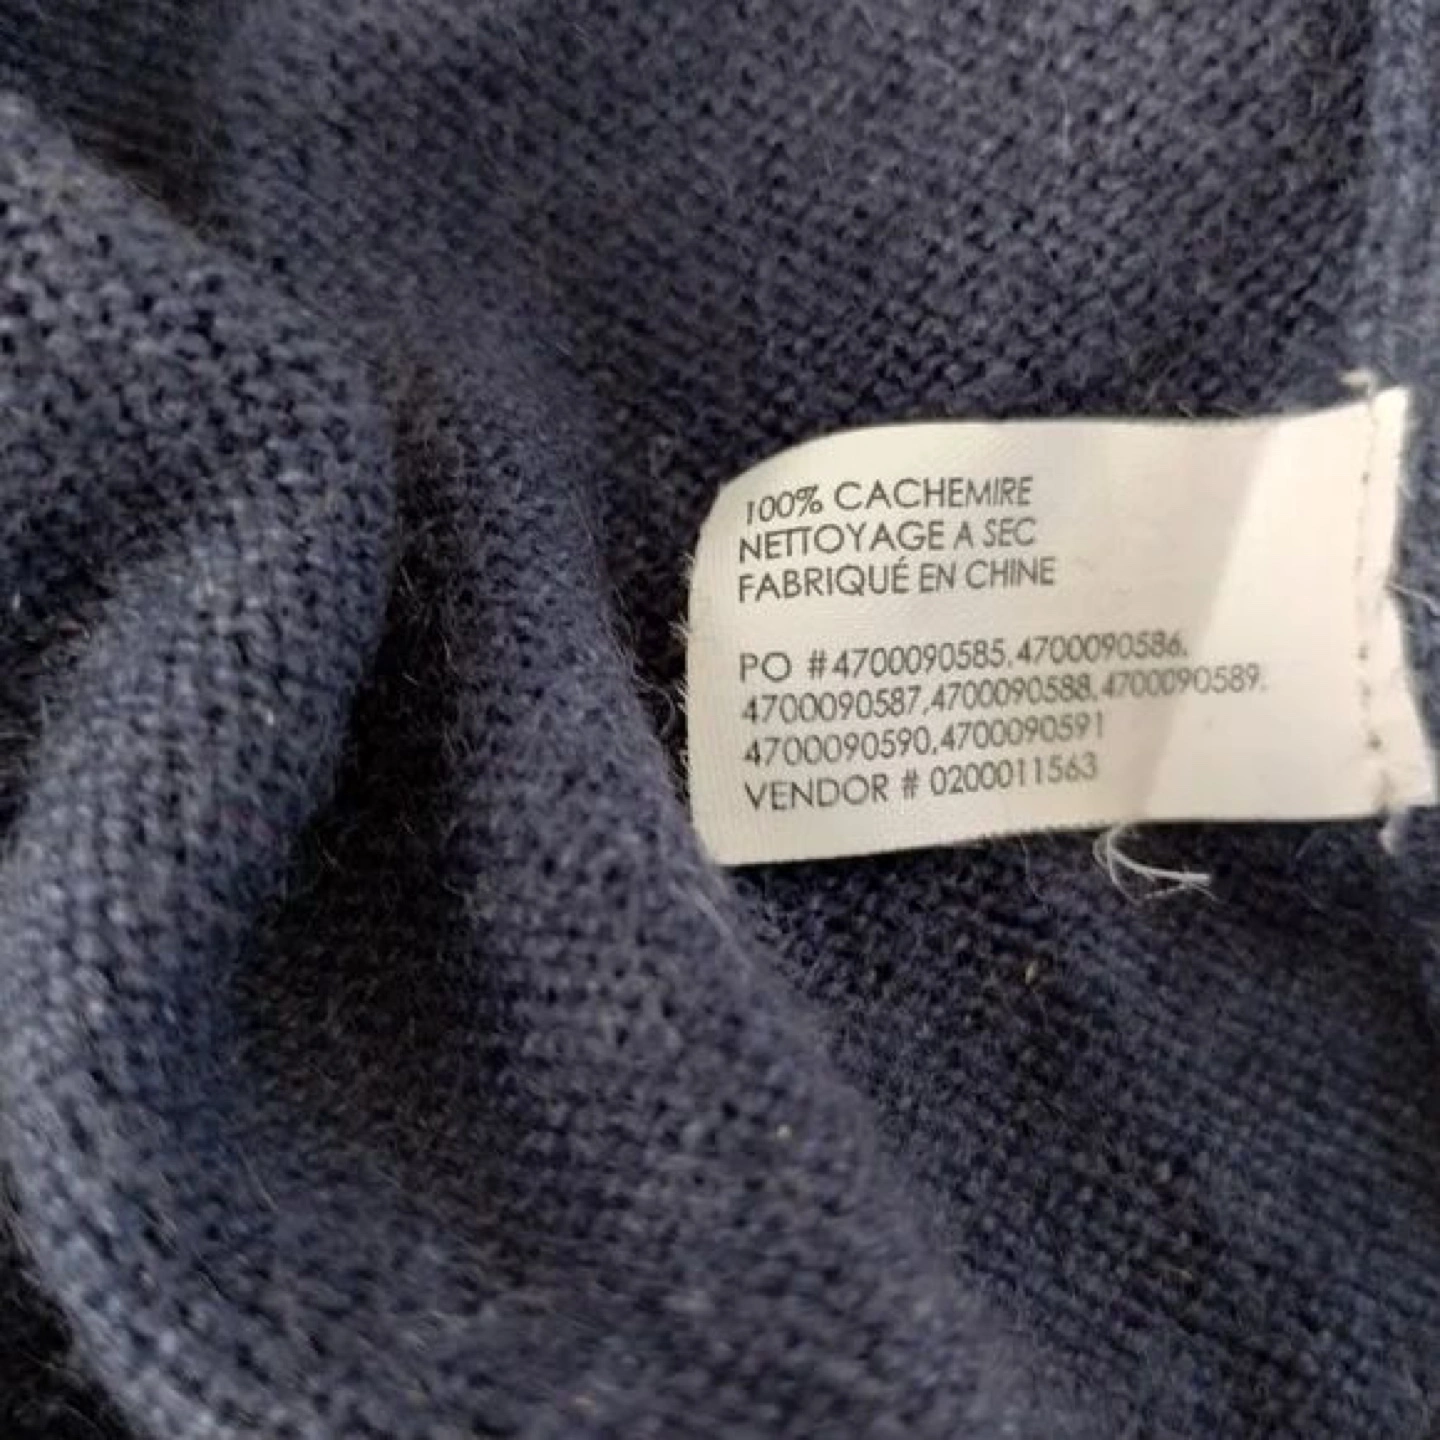 100% CACHEMIRE
NETTOYAGE A SEC
FABRIQUÉ EN CHINE
PO #4700090585,4700090586,
4700090587,4700090588,4700090589,
4700090590,4700090591
VENDOR # 0200011563